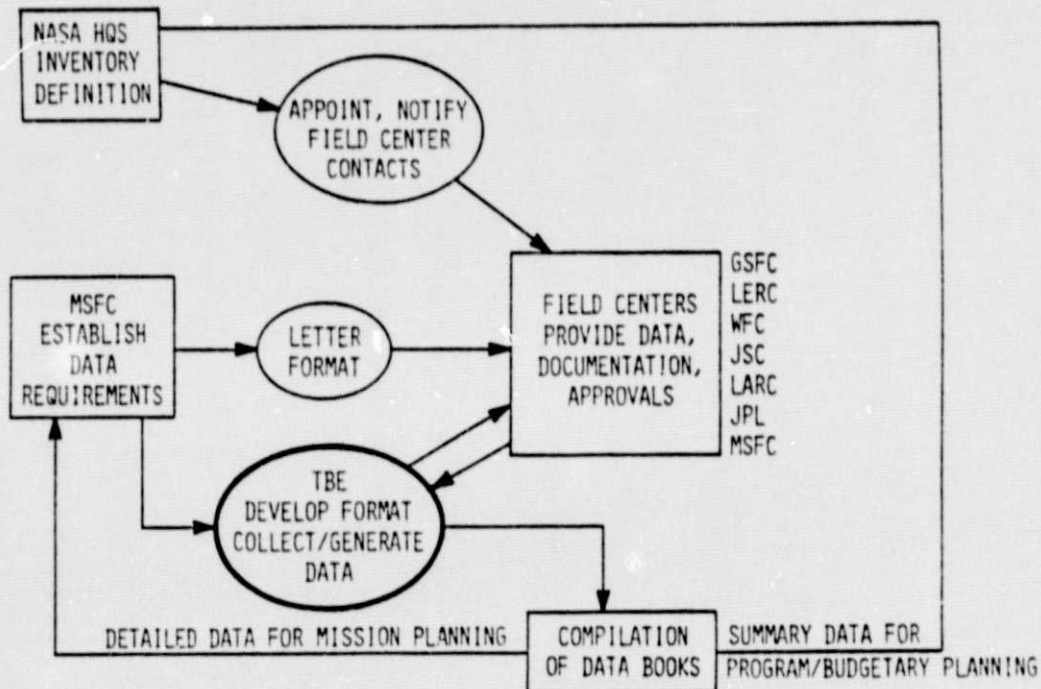 NASA HQS
INVENTORY
DEFINITION
APPOINT, NOTIFY
FIELD CENTER
CONTACTS
MSFC
ESTABLISH
DATA
REQUIREMENTS
LETTER
FORMAT
FIELD CENTERS
PROVIDE DATA,
DOCUMENTATION,
APPROVALS
GSFC
LERC
WFC
JSC
LARC
JPL
MSFC
TBE
DEVELOP FORMAT
COLLECT/GENERATE
DATA
DETAILED DATA FOR MISSION PLANNING
COMPILATION
OF DATA BOOKS
SUMMARY DATA FOR
PROGRAM/BUDGETARY PLANNING